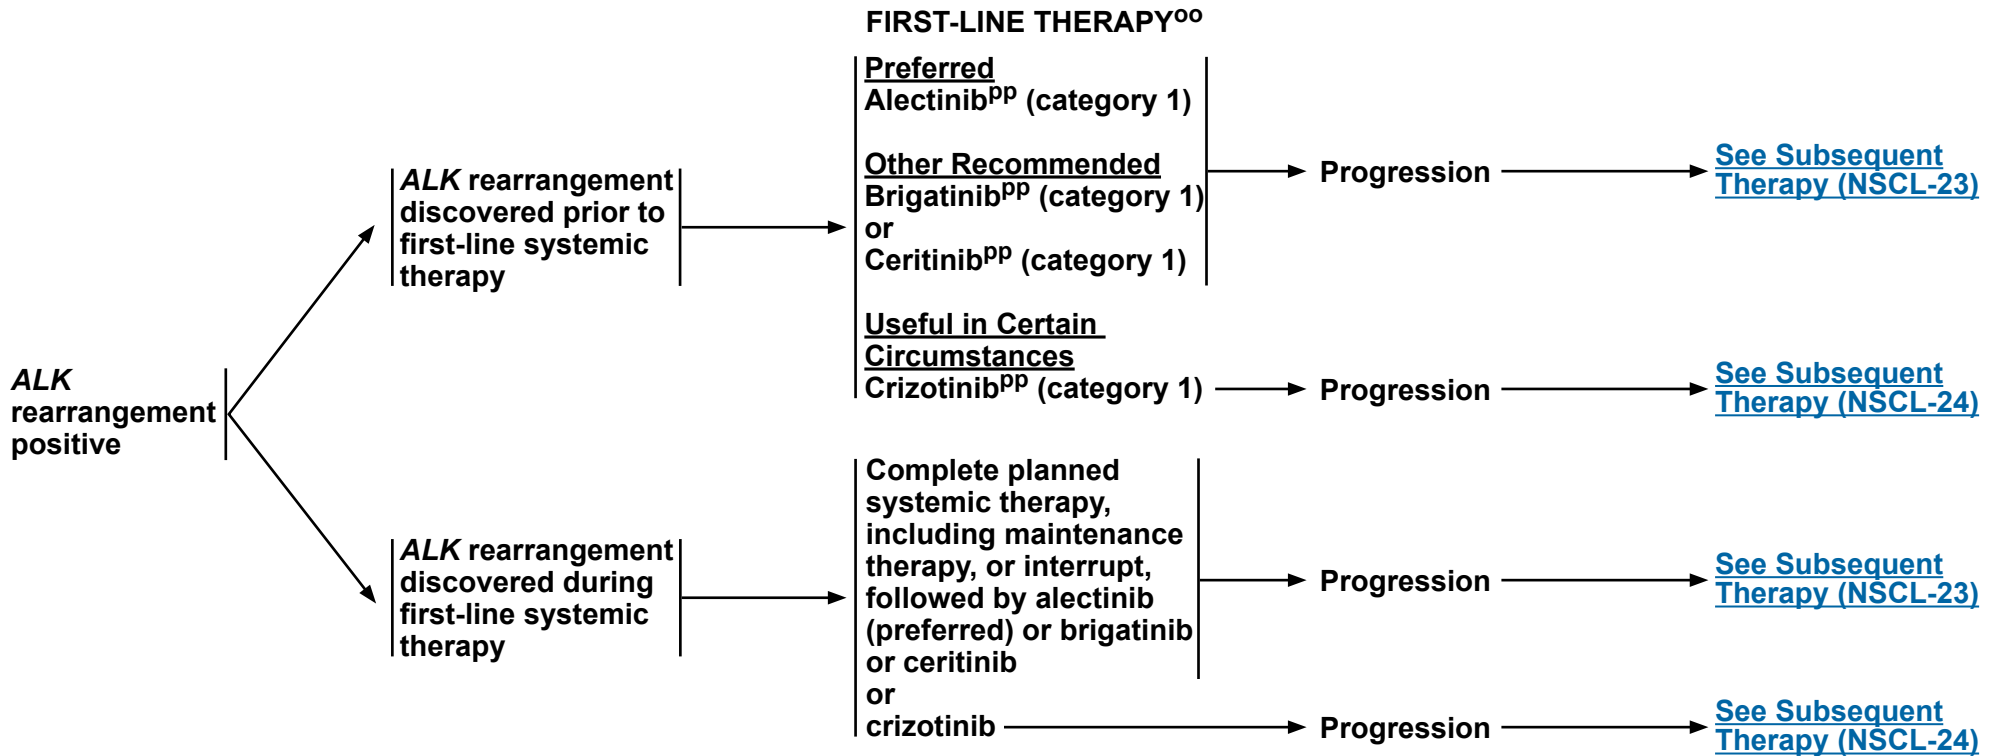 FIRST-LINE THERAPYoo
ALK
rearrangement
positive
ALK rearrangement
discovered prior to
first-line systemic
therapy
Preferred
Alectinibpp (category 1)
Other Recommended
Brigatinibpp (category 1)
or
Ceritinibpp (category 1)
Progression
See Subsequent
Therapy (NSCL-23)
Useful in Certain
Circumstances
Crizotinibpp (category 1)
Progression
See Subsequent
Therapy (NSCL-24)
ALK rearrangement
discovered during
first-line systemic
therapy
Complete planned
systemic therapy,
including maintenance
therapy, or interrupt,
followed by alectinib
(preferred) or brigatinib
or ceritinib
or
crizotinib
Progression
See Subsequent
Therapy (NSCL-23)
Progression
See Subsequent
Therapy (NSCL-24)